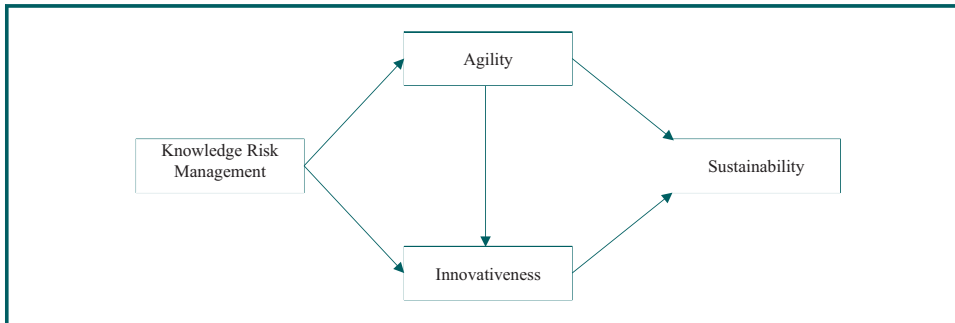 Agility
Knowledge Risk
Management
Sustainability
Innovativeness